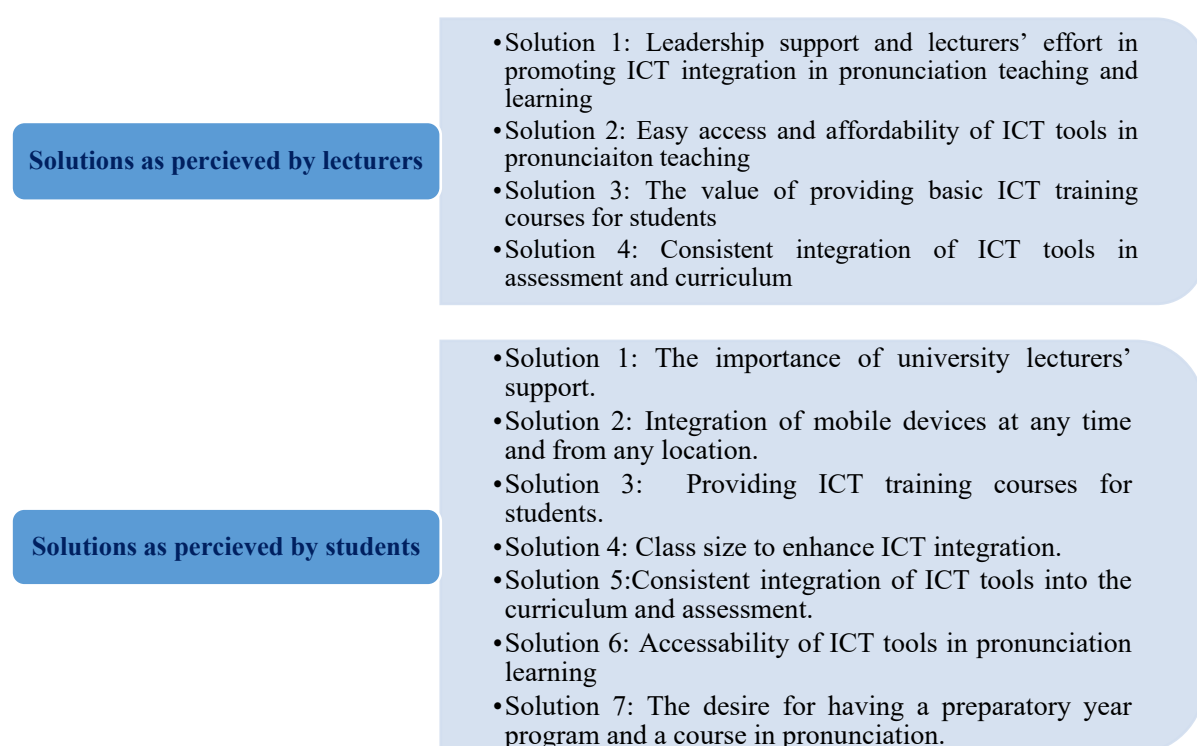 Solutions as percieved by lecturers
•Solution 1: Leadership support and lecturers’ effort in
promoting ICT integration in pronunciation teaching and
learning
•Solution 2: Easy access and affordability of ICT tools in
pronunciaiton teaching
•Solution 3: The value of providing basic ICT training
courses for students
•Solution 4: Consistent integration of ICT tools in
assessment and curriculum
Solutions as percieved by students
•Solution 1: The importance of university lecturers’
support.
•Solution 2: Integration of mobile devices at any time
and from any location.
•Solution 3: Providing ICT training courses for
students.
•Solution 4: Class size to enhance ICT integration.
•Solution 5:Consistent integration of ICT tools into the
curriculum and assessment.
•Solution 6: Accessability of ICT tools in pronunciation
learning
•Solution 7: The desire for having a preparatory year
program and a course in pronunciation.